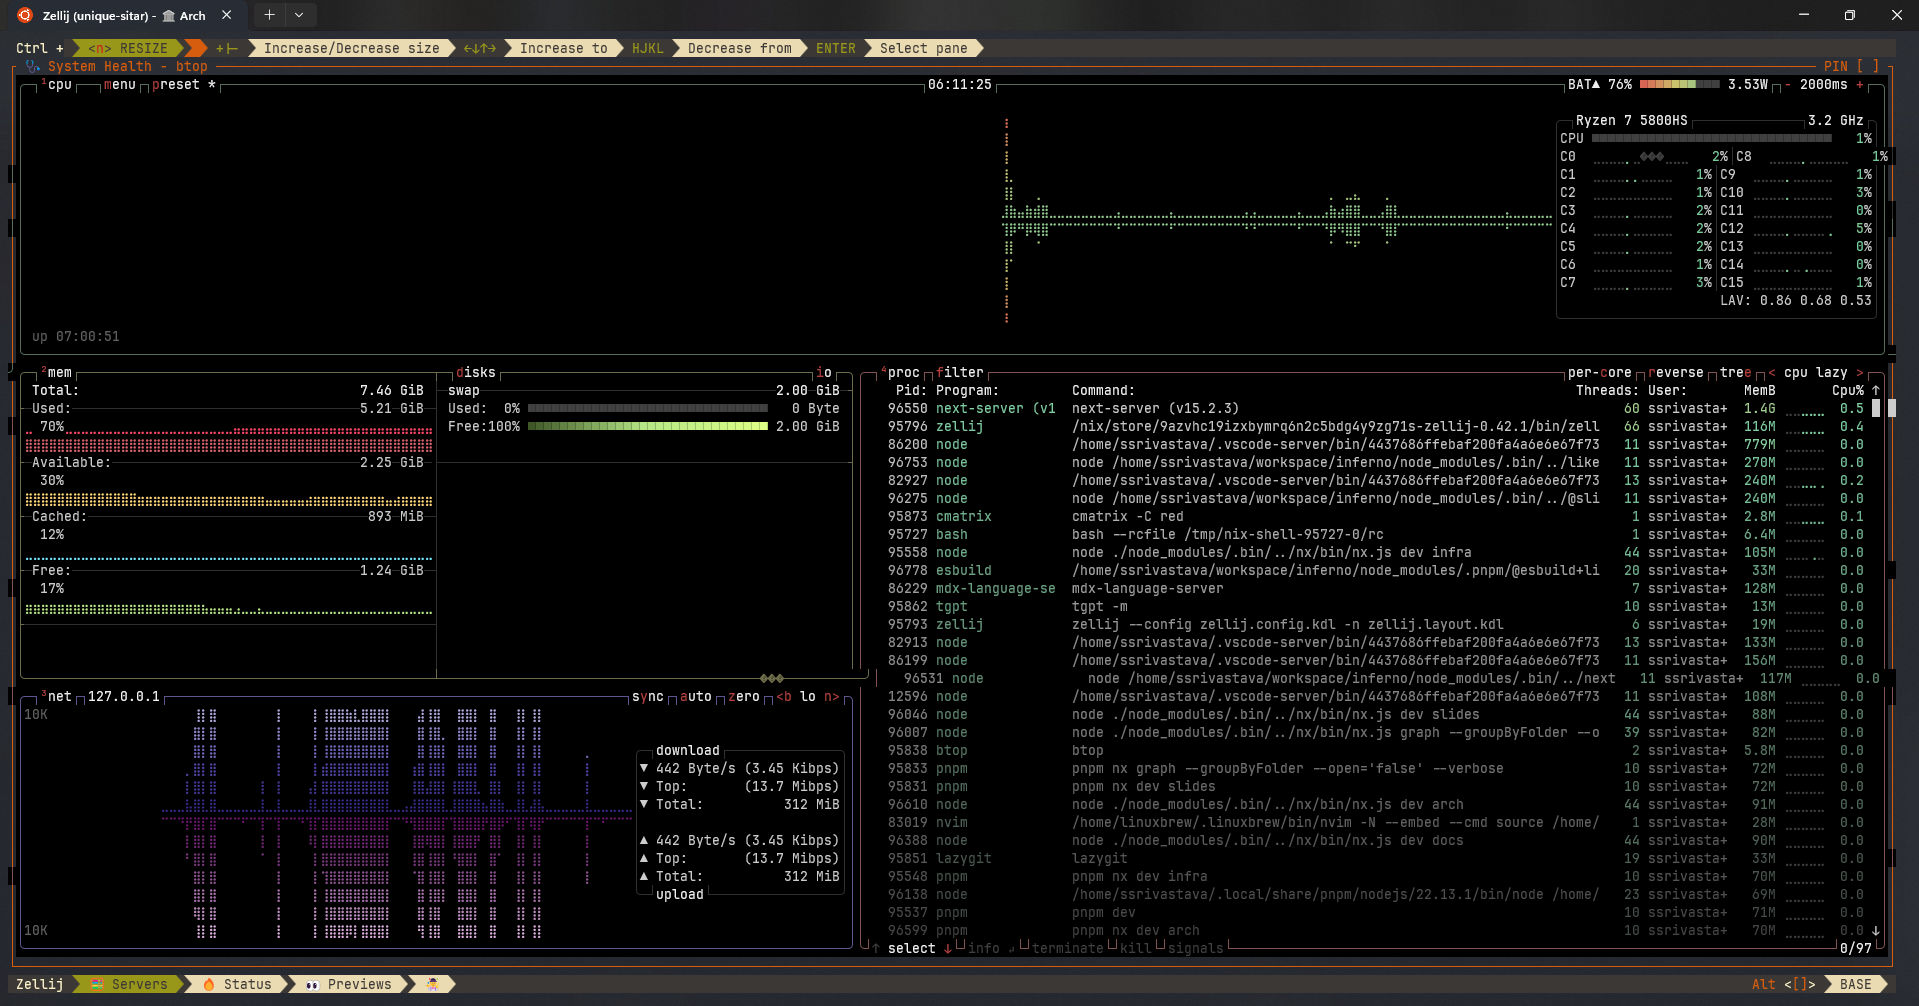 Zellij (unique-sitar) - 🏛 Arch
Ctrl + <n> RESIZE +|- Increase/Decrease size ←↓↑→ Increase to HJKL Decrease from ENTER Select pane
System Health - btop PIN [ ]
1cpu menu preset * 06:11:25 BAT▲ 76% 3.53W - 2000ms +
Ryzen 7 5800HS 3.2 GHz
CPU 1%
C0 2% C8 1%
C1 1% C9 1%
C2 1% C10 3%
C3 2% C11 0%
C4 2% C12 5%
C5 2% C13 0%
C6 1% C14 0%
C7 3% C15 1%
LAV: 0.86 0.68 0.53
up 07:00:51
2mem disks io
Total: 7.46 GiB
Used: 5.21 GiB
70%
Available: 2.25 GiB
30%
Cached: 893 MiB
12%
Free: 1.24 GiB
17%
swap 2.00 GiB
Used: 0% 0 Byte
Free:100% 2.00 GiB
3net 127.0.0.1 sync auto zero <b lo n>
10K
download
▼ 442 Byte/s (3.45 Kibps)
▼ Top: (13.7 Mibps)
▼ Total: 312 MiB
▲ 442 Byte/s (3.45 Kibps)
▲ Top: (13.7 Mibps)
▲ Total: 312 MiB
upload
10K
4proc filter per-core reverse tree < cpu lazy >
Pid: Program: Command: Threads: User: MemB Cpu% ↑
96550 next-server (v1 next-server (v15.2.3) 60 ssrivasta+ 1.4G 0.5
95796 zellij /nix/store/9azvhc19izxbymrq6n2c5bdg4y9zg71s-zellij-0.42.1/bin/zell 66 ssrivasta+ 116M 0.4
86200 node /home/ssrivastava/.vscode-server/bin/4437686ffebaf200fa4a6e6e67f73 11 ssrivasta+ 779M 0.0
96753 node node /home/ssrivastava/workspace/inferno/node_modules/.bin/../like 11 ssrivasta+ 270M 0.0
82927 node /home/ssrivastava/.vscode-server/bin/4437686ffebaf200fa4a6e6e67f73 13 ssrivasta+ 240M 0.2
96275 node node /home/ssrivastava/workspace/inferno/node_modules/.bin/../@sli 11 ssrivasta+ 240M 0.0
95873 cmatrix cmatrix -C red 1 ssrivasta+ 2.8M 0.1
95727 bash bash --rcfile /tmp/nix-shell-95727-0/rc 1 ssrivasta+ 6.4M 0.0
95558 node node ./node_modules/.bin/../nx/bin/nx.js dev infra 44 ssrivasta+ 105M 0.0
96778 esbuild /home/ssrivastava/workspace/inferno/node_modules/.pnpm/@esbuild+li 20 ssrivasta+ 33M 0.0
86229 mdx-language-se mdx-language-server 7 ssrivasta+ 128M 0.0
95862 tgpt tgpt -m 10 ssrivasta+ 13M 0.0
95793 zellij zellij --config zellij.config.kdl -n zellij.layout.kdl 6 ssrivasta+ 19M 0.0
82913 node /home/ssrivastava/.vscode-server/bin/4437686ffebaf200fa4a6e6e67f73 13 ssrivasta+ 133M 0.0
86199 node /home/ssrivastava/.vscode-server/bin/4437686ffebaf200fa4a6e6e67f73 11 ssrivasta+ 156M 0.0
96531 node node /home/ssrivastava/workspace/inferno/node_modules/.bin/../next 11 ssrivasta+ 117M 0.0
12596 node /home/ssrivastava/.vscode-server/bin/4437686ffebaf200fa4a6e6e67f73 11 ssrivasta+ 108M 0.0
96046 node node ./node_modules/.bin/../nx/bin/nx.js dev slides 44 ssrivasta+ 88M 0.0
96007 node node ./node_modules/.bin/../nx/bin/nx.js graph --groupByFolder --o 39 ssrivasta+ 82M 0.0
95838 btop btop 2 ssrivasta+ 5.8M 0.0
95833 pnpm pnpm nx graph --groupByFolder --open='false' --verbose 10 ssrivasta+ 72M 0.0
95831 pnpm pnpm nx dev slides 10 ssrivasta+ 72M 0.0
96610 node node ./node_modules/.bin/../nx/bin/nx.js dev arch 44 ssrivasta+ 91M 0.0
83019 nvim /home/linuxbrew/.linuxbrew/bin/nvim -N --embed --cmd source /home/ 1 ssrivasta+ 28M 0.0
96388 node node ./node_modules/.bin/../nx/bin/nx.js dev docs 44 ssrivasta+ 90M 0.0
95851 lazygit lazygit 19 ssrivasta+ 33M 0.0
95548 pnpm pnpm nx dev infra 10 ssrivasta+ 70M 0.0
96138 node /home/ssrivastava/.local/share/pnpm/nodejs/22.13.1/bin/node /home/ 23 ssrivasta+ 69M 0.0
95537 pnpm pnpm dev 10 ssrivasta+ 71M 0.0
96599 pnpm pnpm nx dev arch 10 ssrivasta+ 70M 0.0 ↓
↑ select ↓ info ↲ terminate kill signals 0/97
Zellij Servers 🔥 Status 👀 Previews Alt <[]> BASE